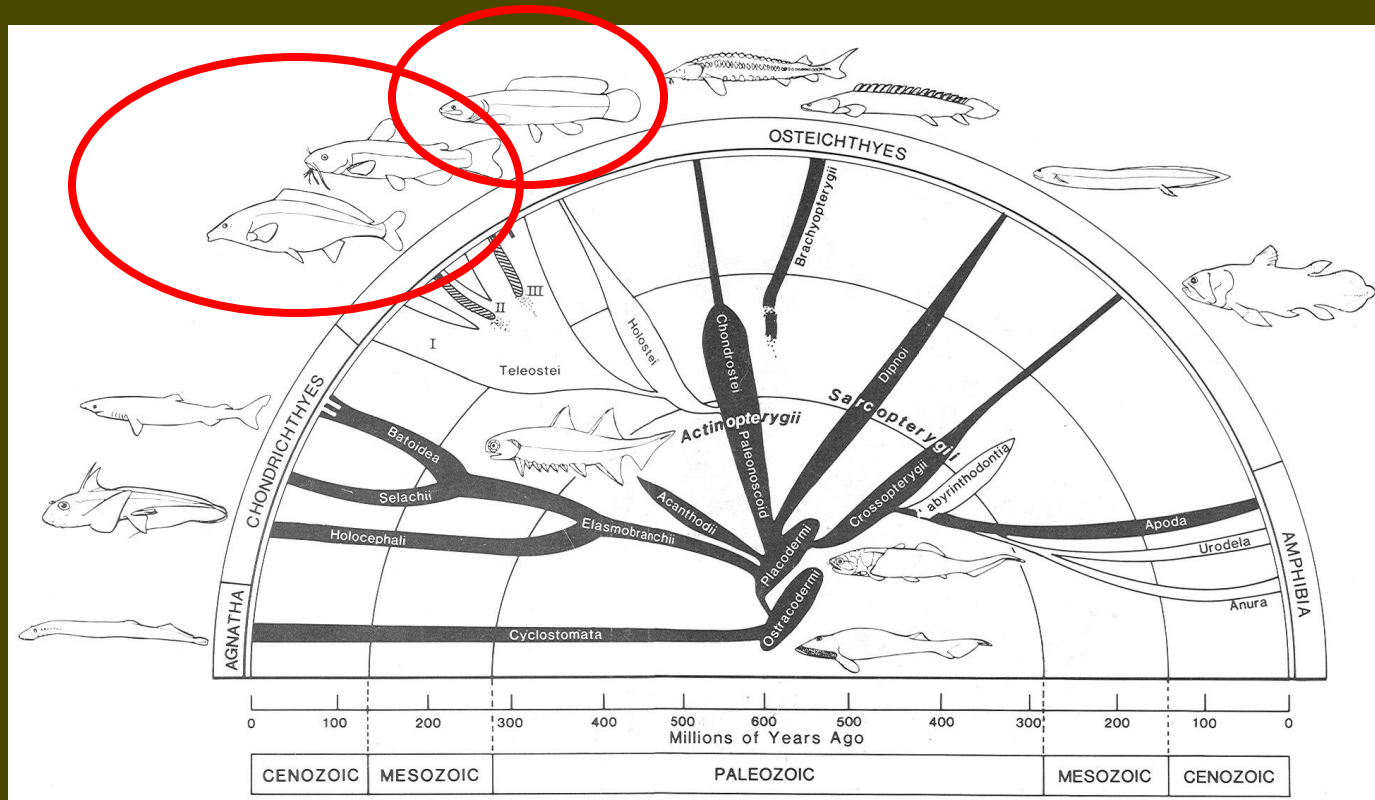 OSTEICHTHYES
Brachyopterygii
III
II
I
Holostei
Teleostei
Chondrostei
Dipnoi
CHONDRICHTHYES
Sarcopterygii
Actinopterygii
Paleonoscoid
Batoidea
Selachii
Acanthodii
Crossopterygii
Labyrinthodontia
Elasmobranchii
Holocephali
Placodermi
Apoda
Urodela
Anura
AMPHIBIA
AGNATHA
Cyclostomata
Ostracodermi
0 100 200 300 400 500 600 500 400 300 200 100 0
Millions of Years Ago
CENOZOIC MESOZOIC PALEOZOIC MESOZOIC CENOZOIC